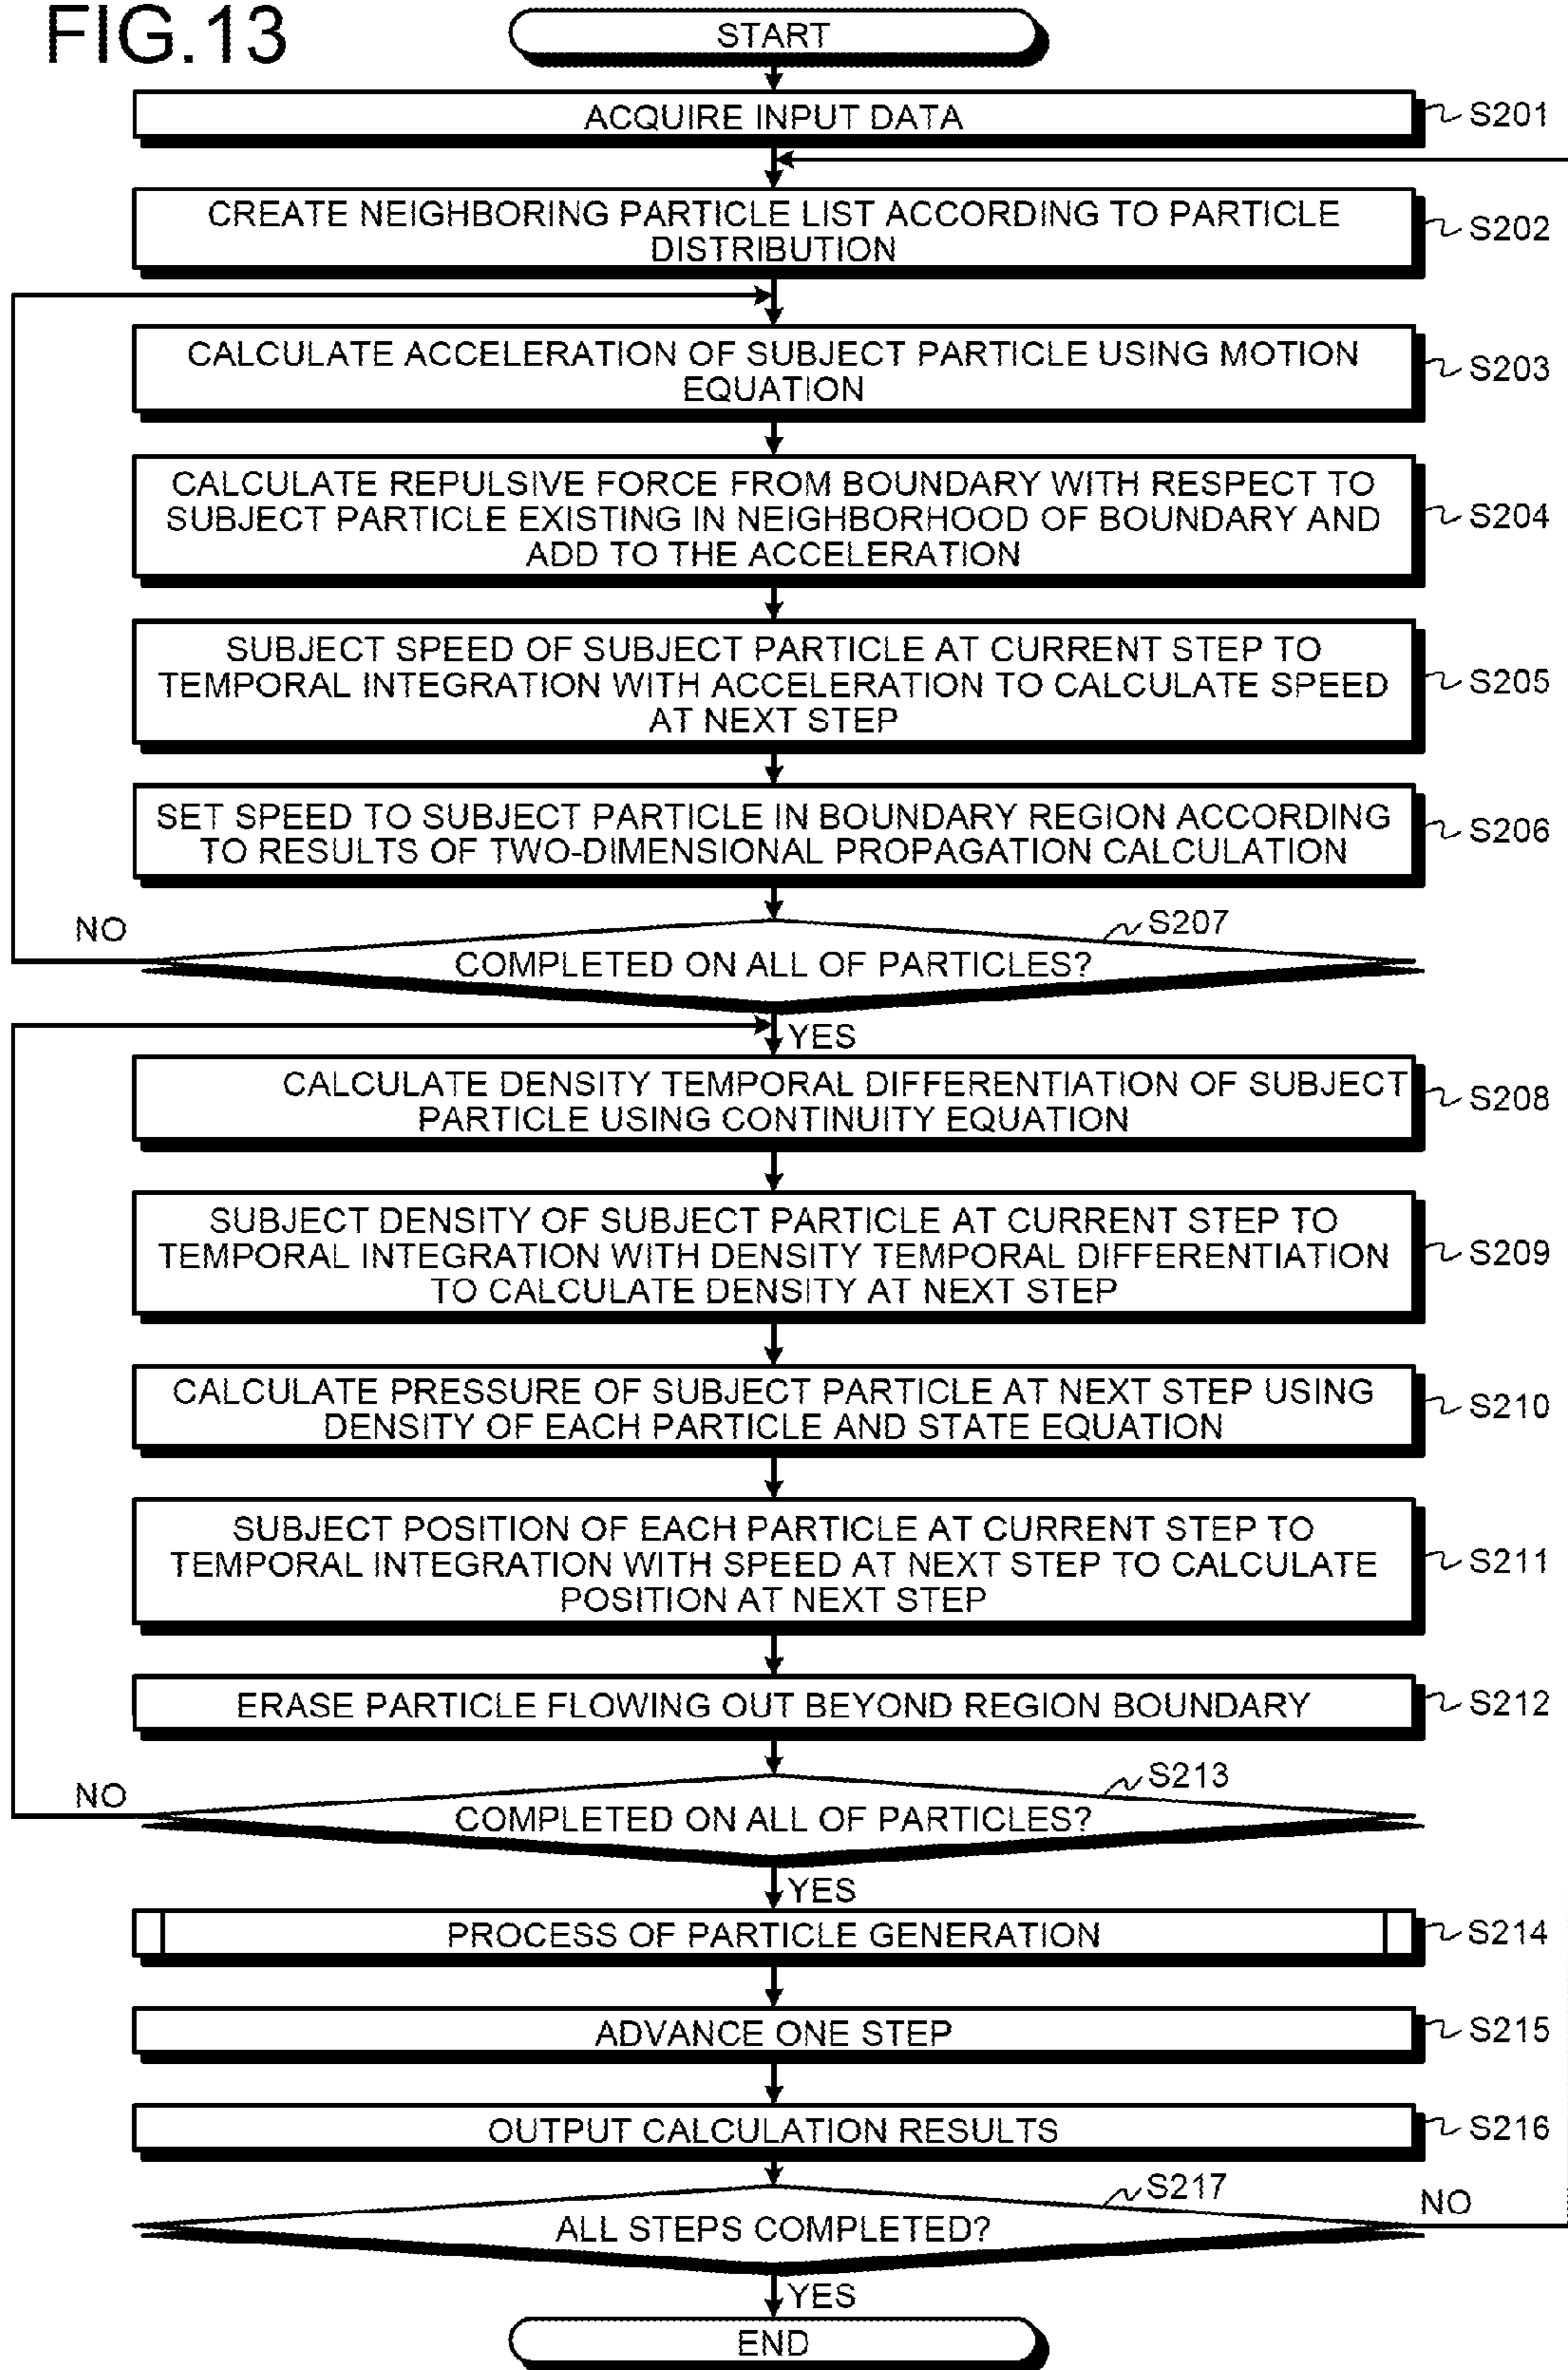 FIG.13
START
ACQUIRE INPUT DATA
S201
CREATE NEIGHBORING PARTICLE LIST ACCORDING TO PARTICLE
DISTRIBUTION
S202
CALCULATE ACCELERATION OF SUBJECT PARTICLE USING MOTION
EQUATION
S203
CALCULATE REPULSIVE FORCE FROM BOUNDARY WITH RESPECT TO
SUBJECT PARTICLE EXISTING IN NEIGHBORHOOD OF BOUNDARY AND
ADD TO THE ACCELERATION
S204
SUBJECT SPEED OF SUBJECT PARTICLE AT CURRENT STEP TO
TEMPORAL INTEGRATION WITH ACCELERATION TO CALCULATE SPEED
AT NEXT STEP
S205
SET SPEED TO SUBJECT PARTICLE IN BOUNDARY REGION ACCORDING
TO RESULTS OF TWO-DIMENSIONAL PROPAGATION CALCULATION
S206
NO
S207
COMPLETED ON ALL OF PARTICLES?
YES
CALCULATE DENSITY TEMPORAL DIFFERENTIATION OF SUBJECT
PARTICLE USING CONTINUITY EQUATION
S208
SUBJECT DENSITY OF SUBJECT PARTICLE AT CURRENT STEP TO
TEMPORAL INTEGRATION WITH DENSITY TEMPORAL DIFFERENTIATION
TO CALCULATE DENSITY AT NEXT STEP
S209
CALCULATE PRESSURE OF SUBJECT PARTICLE AT NEXT STEP USING
DENSITY OF EACH PARTICLE AND STATE EQUATION
S210
SUBJECT POSITION OF EACH PARTICLE AT CURRENT STEP TO
TEMPORAL INTEGRATION WITH SPEED AT NEXT STEP TO CALCULATE
POSITION AT NEXT STEP
S211
ERASE PARTICLE FLOWING OUT BEYOND REGION BOUNDARY
S212
NO
S213
COMPLETED ON ALL OF PARTICLES?
YES
PROCESS OF PARTICLE GENERATION
S214
ADVANCE ONE STEP
S215
OUTPUT CALCULATION RESULTS
S216
S217
NO
ALL STEPS COMPLETED?
YES
END